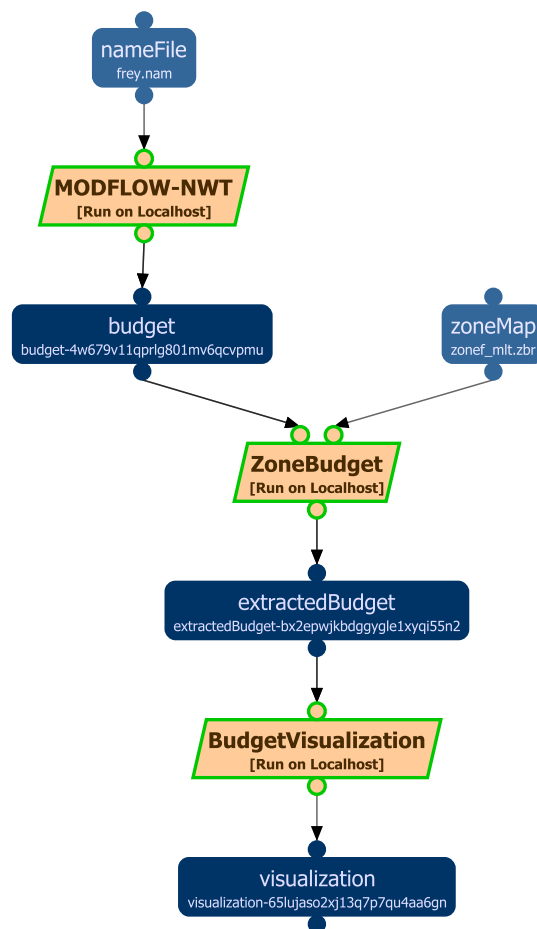 nameFile
frey.nam
MODFLOW-NWT
[Run on Localhost]
budget
budget-4w679v11qprlg801mv6qcvpmu
zoneMap
zonef_mlt.zbr
ZoneBudget
[Run on Localhost]
extractedBudget
extractedBudget-bx2epwjkbdggygle1xyqi55n2
BudgetVisualization
[Run on Localhost]
visualization
visualization-65lujaso2xj13q7p7qu4aa6gn